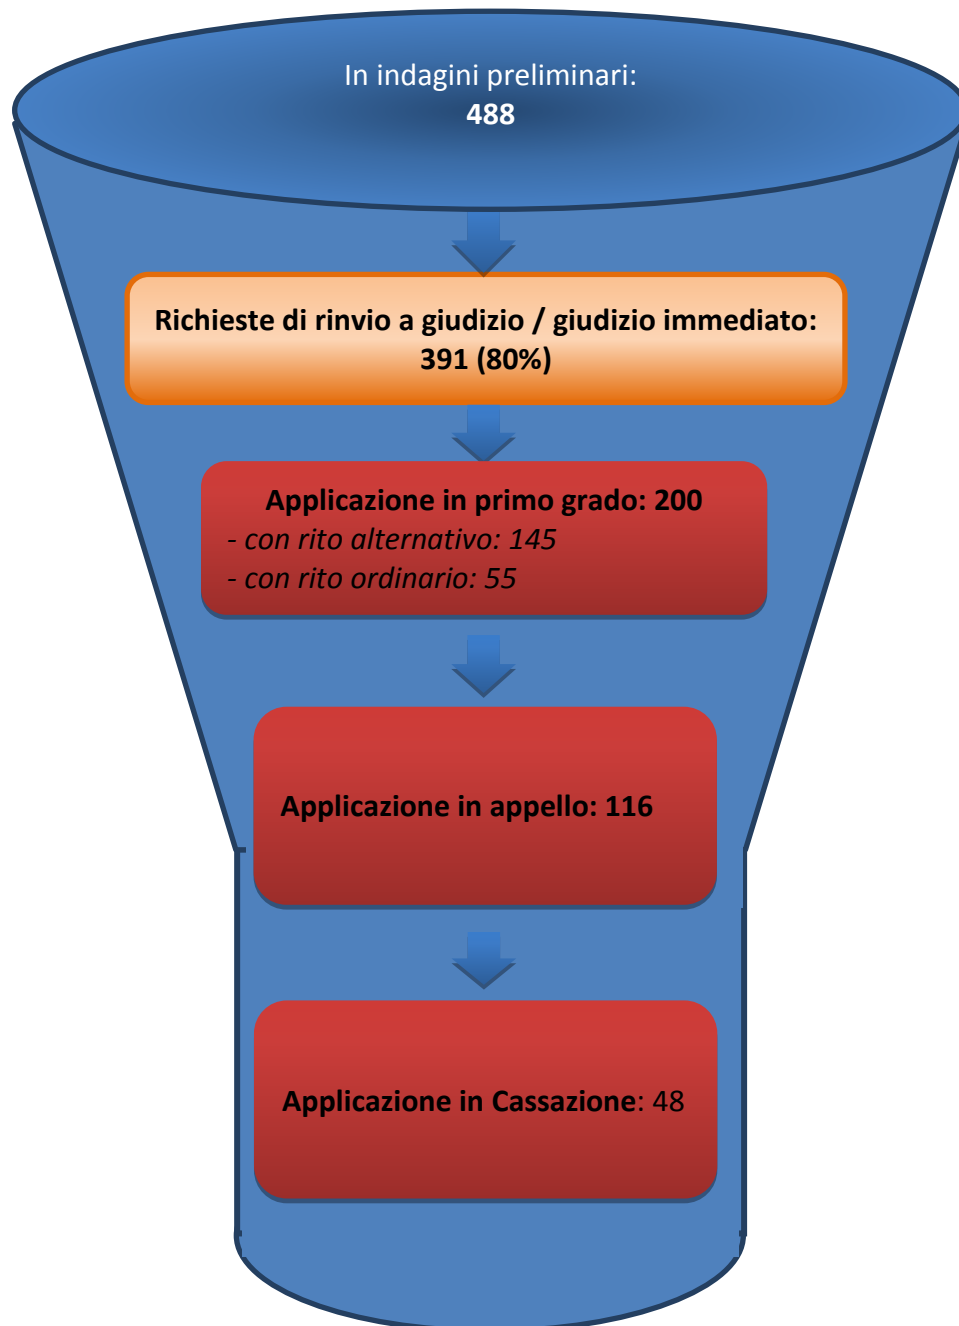 In indagini preliminari:
488
Richieste di rinvio a giudizio / giudizio immediato:
391 (80%)
Applicazione in primo grado: 200
- con rito alternativo: 145
- con rito ordinario: 55
Applicazione in appello: 116
Applicazione in Cassazione: 48